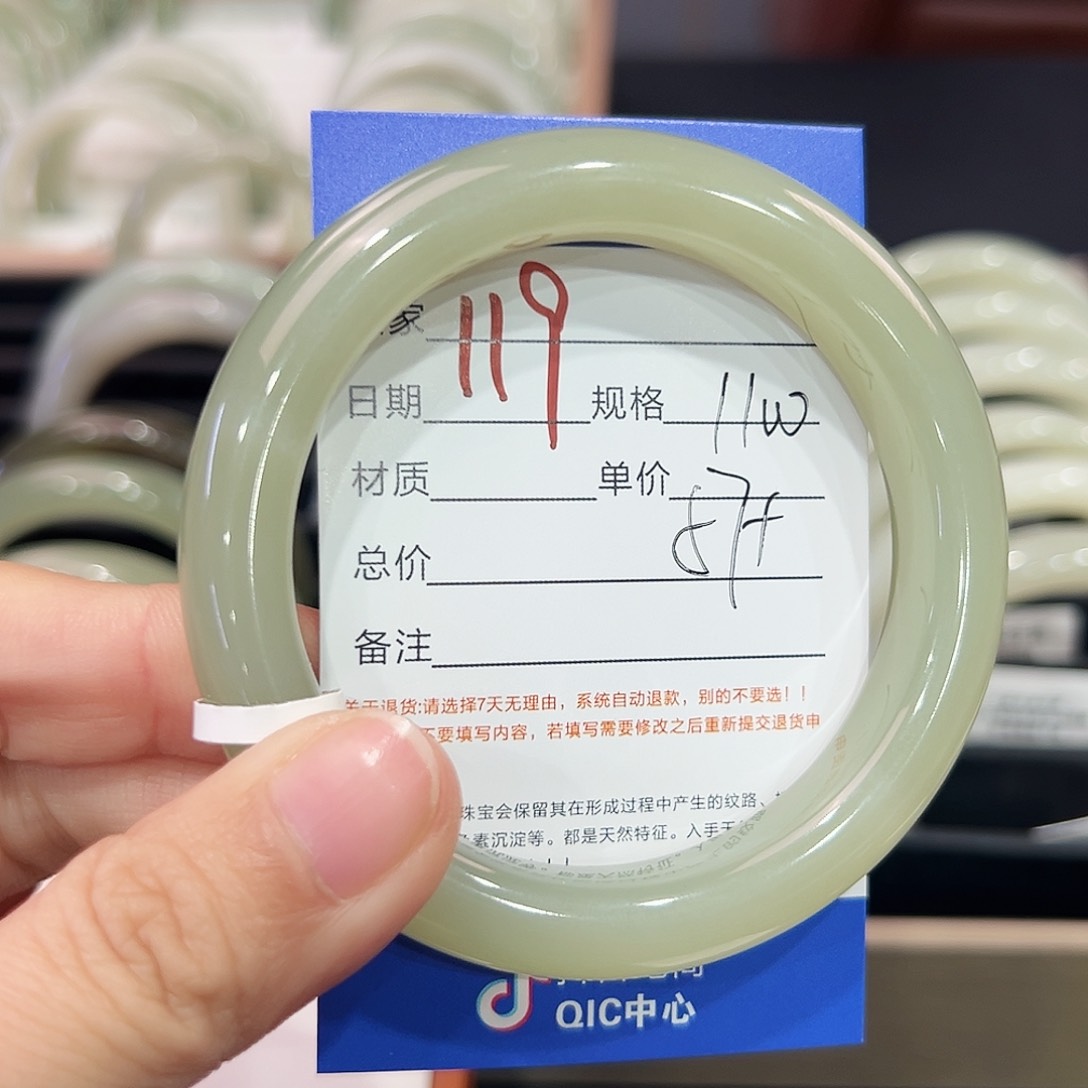 家 119
日期 规格 11w
材质 单价
总价
备注
关于退货:请选择7天无理由，系统自动退款，别的不要选！！
不要填写内容，若填写需要修改之后重新提交退货申
珠宝会保留其在形成过程中产生的纹路、
素沉淀等。都是天然特征。入手
QIC中心